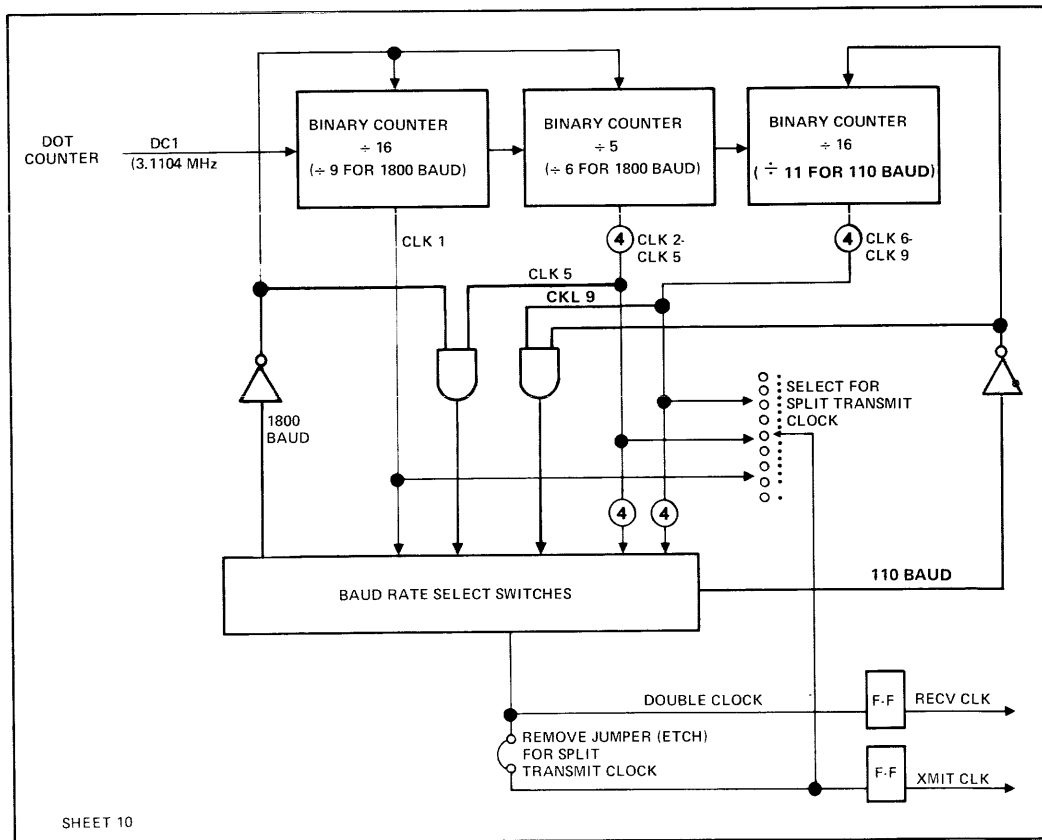 DOT
COUNTER
DC1
(3.1104 MHz
BINARY COUNTER
÷ 16
(÷ 9 FOR 1800 BAUD)
BINARY COUNTER
÷ 5
(÷ 6 FOR 1800 BAUD)
BINARY COUNTER
÷ 16
(÷ 11 FOR 110 BAUD)
CLK 1
4
CLK 2-
CLK 5
4
CLK 6-
CLK 9
CLK 5
CKL 9
1800
BAUD
SELECT FOR
SPLIT TRANSMIT
CLOCK
4
4
BAUD RATE SELECT SWITCHES
110 BAUD
DOUBLE CLOCK
F-F
RECV CLK
REMOVE JUMPER (ETCH)
FOR SPLIT
TRANSMIT CLOCK
F-F
XMIT CLK
SHEET 10